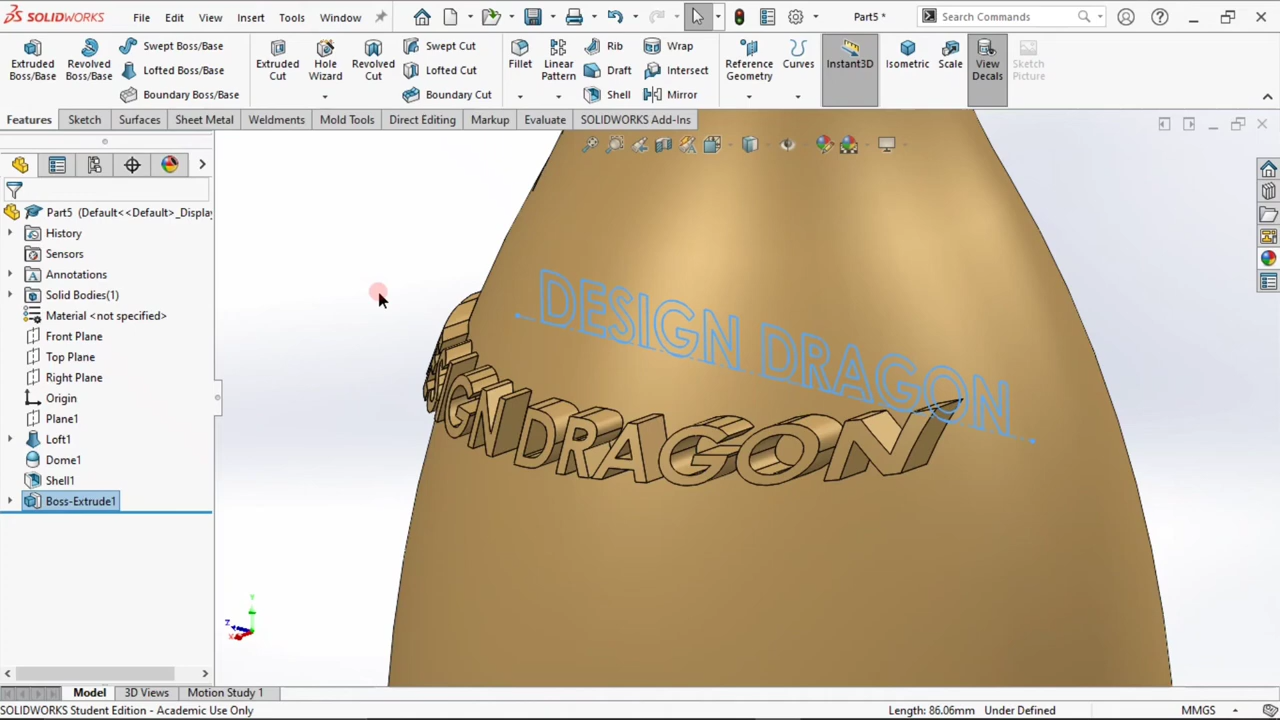 SOLIDWORKS File Edit View Insert Tools Window Part5 * Search Commands
Extruded Boss/Base
Revolved Boss/Base
Swept Boss/Base
Lofted Boss/Base
Boundary Boss/Base
Extruded Cut
Hole Wizard
Revolved Cut
Swept Cut
Lofted Cut
Boundary Cut
Fillet
Linear Pattern
Rib
Draft
Shell
Wrap
Intersect
Mirror
Reference Geometry
Curves
Instant3D
Isometric
Scale
View Decals
Sketch Picture
Features Sketch Surfaces Sheet Metal Weldments Mold Tools Direct Editing Markup Evaluate SOLIDWORKS Add-Ins
Part5 (Default<<Default>_Display
History
Sensors
Annotations
Solid Bodies(1)
Material <not specified>
Front Plane
Top Plane
Right Plane
Origin
Plane1
Loft1
Dome1
Shell1
Boss-Extrude1
DESIGN DRAGON
SIGN DRAGON
Y
Z
X
Model 3D Views Motion Study 1
SOLIDWORKS Student Edition - Academic Use Only Length: 86.06mm Under Defined MMGS